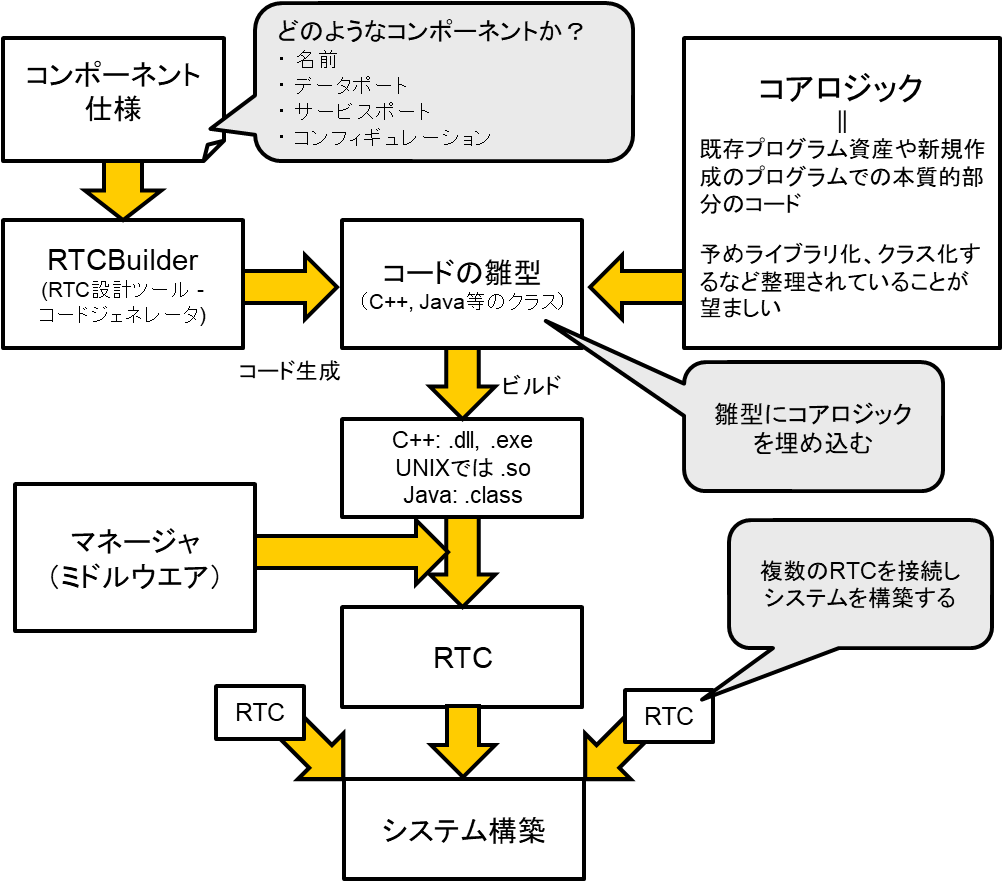 どのようなコンポーネントか？
・ 名前
・ データポート
・ サービスポート
・ コンフィギュレーション
コンポーネント
仕様
コアロジック
||
既存プログラム資産や新規作
成のプログラムでの本質的部
分のコード
予めライブラリ化、クラス化す
るなど整理されていることが
望ましい
RTCBuilder
(RTC設計ツール -
コードジェネレータ)
コードの雛型
（C++, Java等のクラス）
コード生成
ビルド
雛型にコアロジック
を埋め込む
C++: .dll, .exe
UNIXでは .so
Java: .class
マネージャ
（ミドルウエア）
複数のRTCを接続し
システムを構築する
RTC
RTC
RTC
システム構築